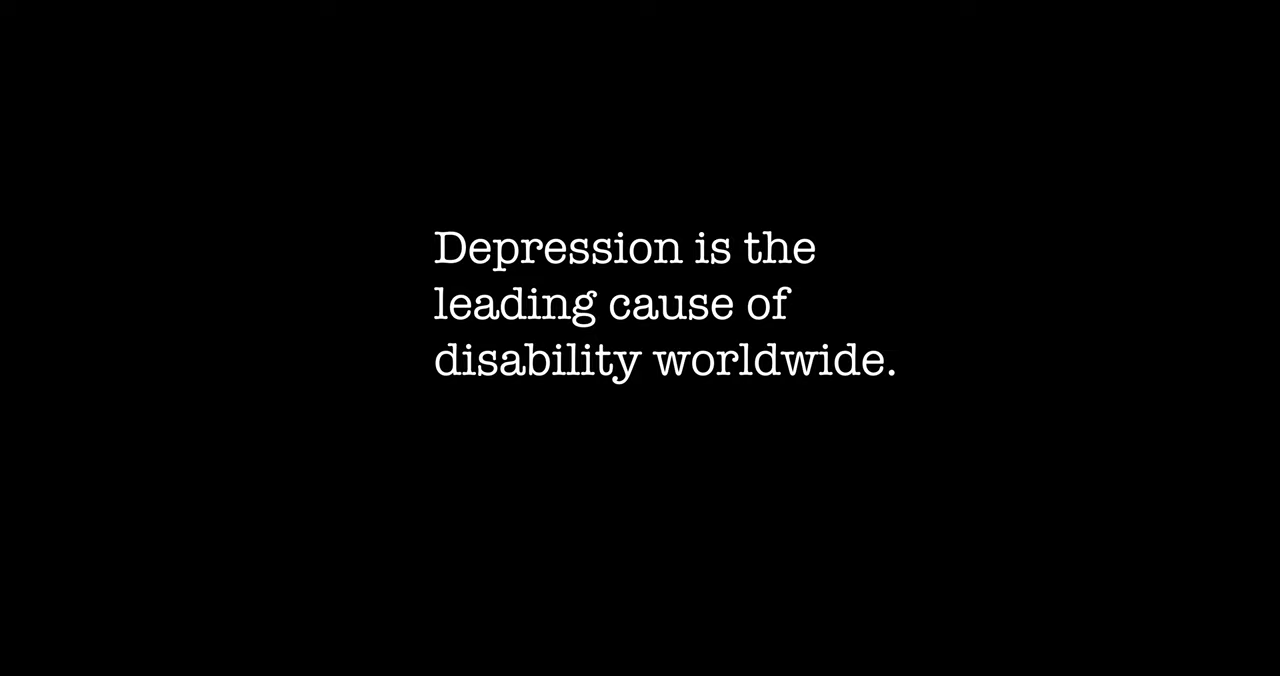 Depression is the
leading cause of
disability worldwide.